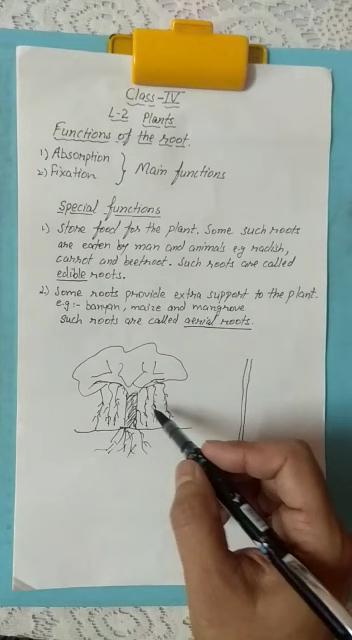 Class-IV
L-2 Plants
Functions of the root.
1) Absorption
2) Fixation } Main functions
Special functions
1) Store food for the plant. Some such roots
are eaten by man and animals e.g radish,
carrot and beetroot. Such roots are called
edible roots.
2) Some roots provide extra support to the plant.
e.g:- banyan, maize and mangrove
such roots are called aerial roots.